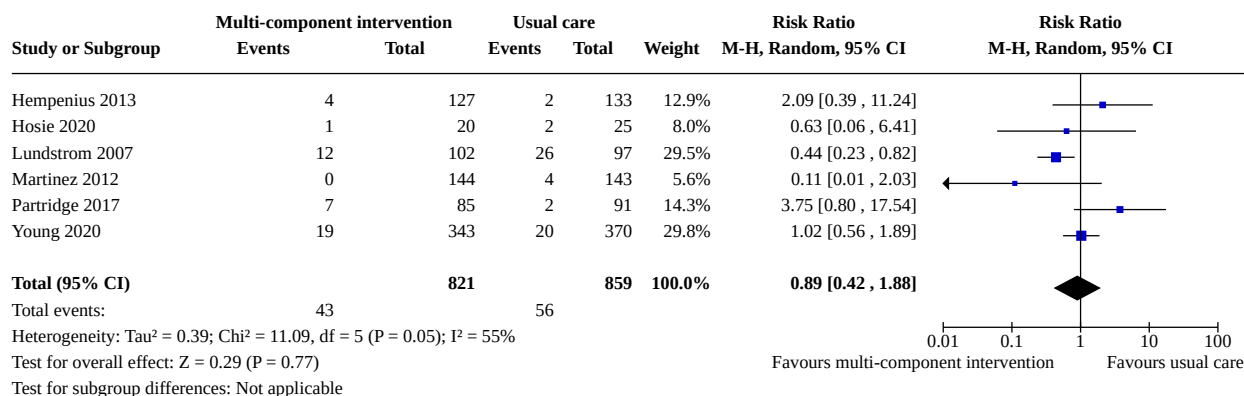 Multi-component intervention Usual care Risk Ratio Risk Ratio
Study or Subgroup Events Total Events Total Weight M-H, Random, 95% CI M-H, Random, 95% CI
Hempenius 2013 4 127 2 133 12.9% 2.09 [0.39 , 11.24]
Hosie 2020 1 20 2 25 8.0% 0.63 [0.06 , 6.41]
Lundstrom 2007 12 102 26 97 29.5% 0.44 [0.23 , 0.82]
Martinez 2012 0 144 4 143 5.6% 0.11 [0.01 , 2.03]
Partridge 2017 7 85 2 91 14.3% 3.75 [0.80 , 17.54]
Young 2020 19 343 20 370 29.8% 1.02 [0.56 , 1.89]
Total (95% CI) 821 859 100.0% 0.89 [0.42 , 1.88]
Total events: 43 56
Heterogeneity: Tau² = 0.39; Chi² = 11.09, df = 5 (P = 0.05); I² = 55%
0.01 0.1 1 10 100
Test for overall effect: Z = 0.29 (P = 0.77)
Favours multi-component intervention Favours usual care
Test for subgroup differences: Not applicable